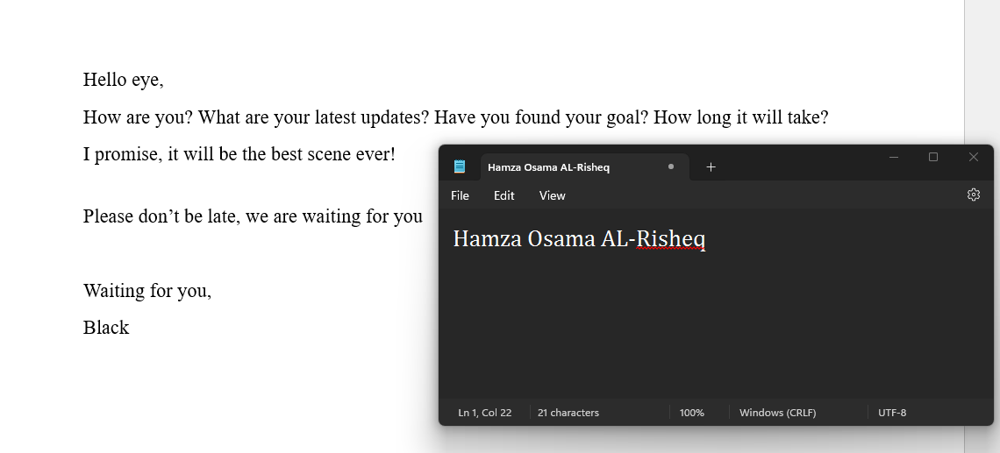 Hello eye,
How are you? What are your latest updates? Have you found your goal? How long it will take?
I promise, it will be the best scene ever!
Please don’t be late, we are waiting for you
Waiting for you,
Black
Hamza Osama AL-Risheq
File Edit View
Hamza Osama AL-Risheq
Ln 1, Col 22 21 characters 100% Windows (CRLF) UTF-8